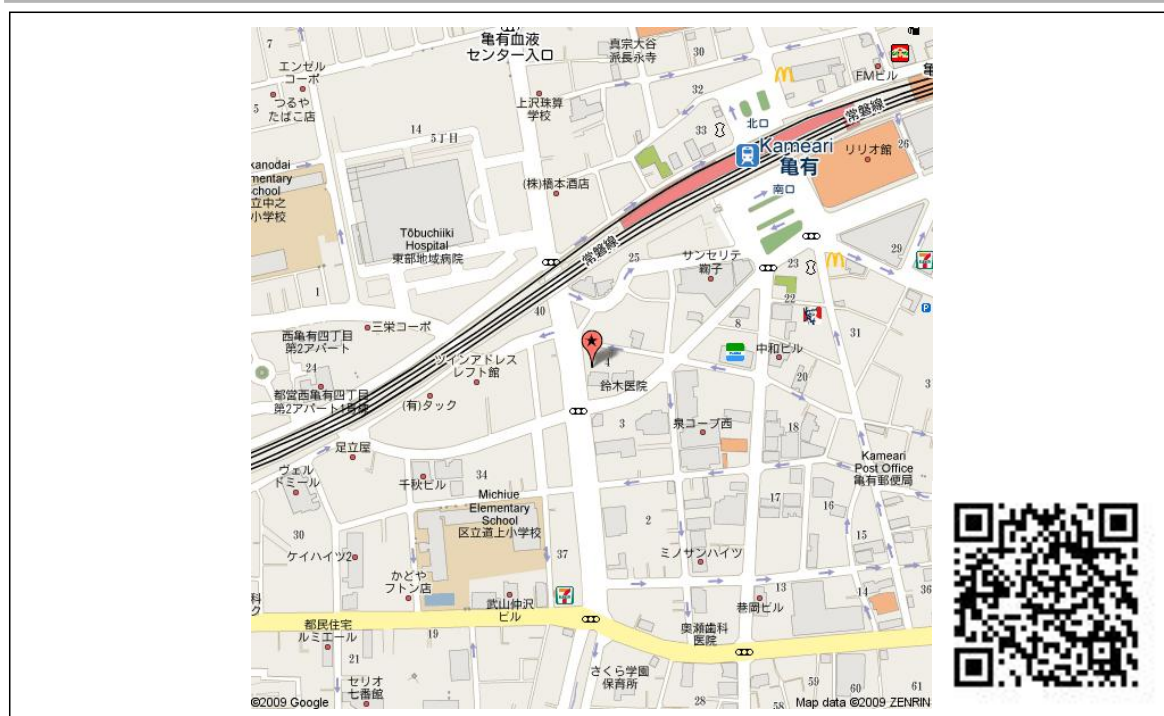 亀有血液
センター入口
真宗大谷
派長永寺
30
7
エンゼル
コーポ
FMビル
つるや
たばこ店
5
上沢珠算
学校
32
14
5丁目
33
北口
常磐線
Kameari
亀有
リリオ館
26
南口
(株)橋本酒店
kanodai
mentary
School
立中之
小学校
Tōbuchiiki
Hospital
東部地域病院
常磐線
25
サンセリテ
鞠子
23
29
1
22
40
三栄コーポ
8
31
西亀有四丁目
第2アパート
24
ツインアドレス
レフト館
4
中和ビル
鈴木医院
20
都営西亀有四丁目
(有)タック
3
泉コープ西
18
足立屋
Kameari
Post Office
亀有郵便局
ヴェル
ドミール
34
千秋ビル
Michiue
Elementary
School
区立道上小学校
17
16
2
30
15
ケイハイツ2
37
ミノサンハイツ
かどや
フトン店
13
14
36
武山仲沢
ビル
巷岡ビル
都民住宅
ルミエール
19
奥瀬歯科
医院
21
さくら学園
保育所
セリオ
七番館
28
59
60
61
58
©2009 Google
Map data ©2009 ZENRIN